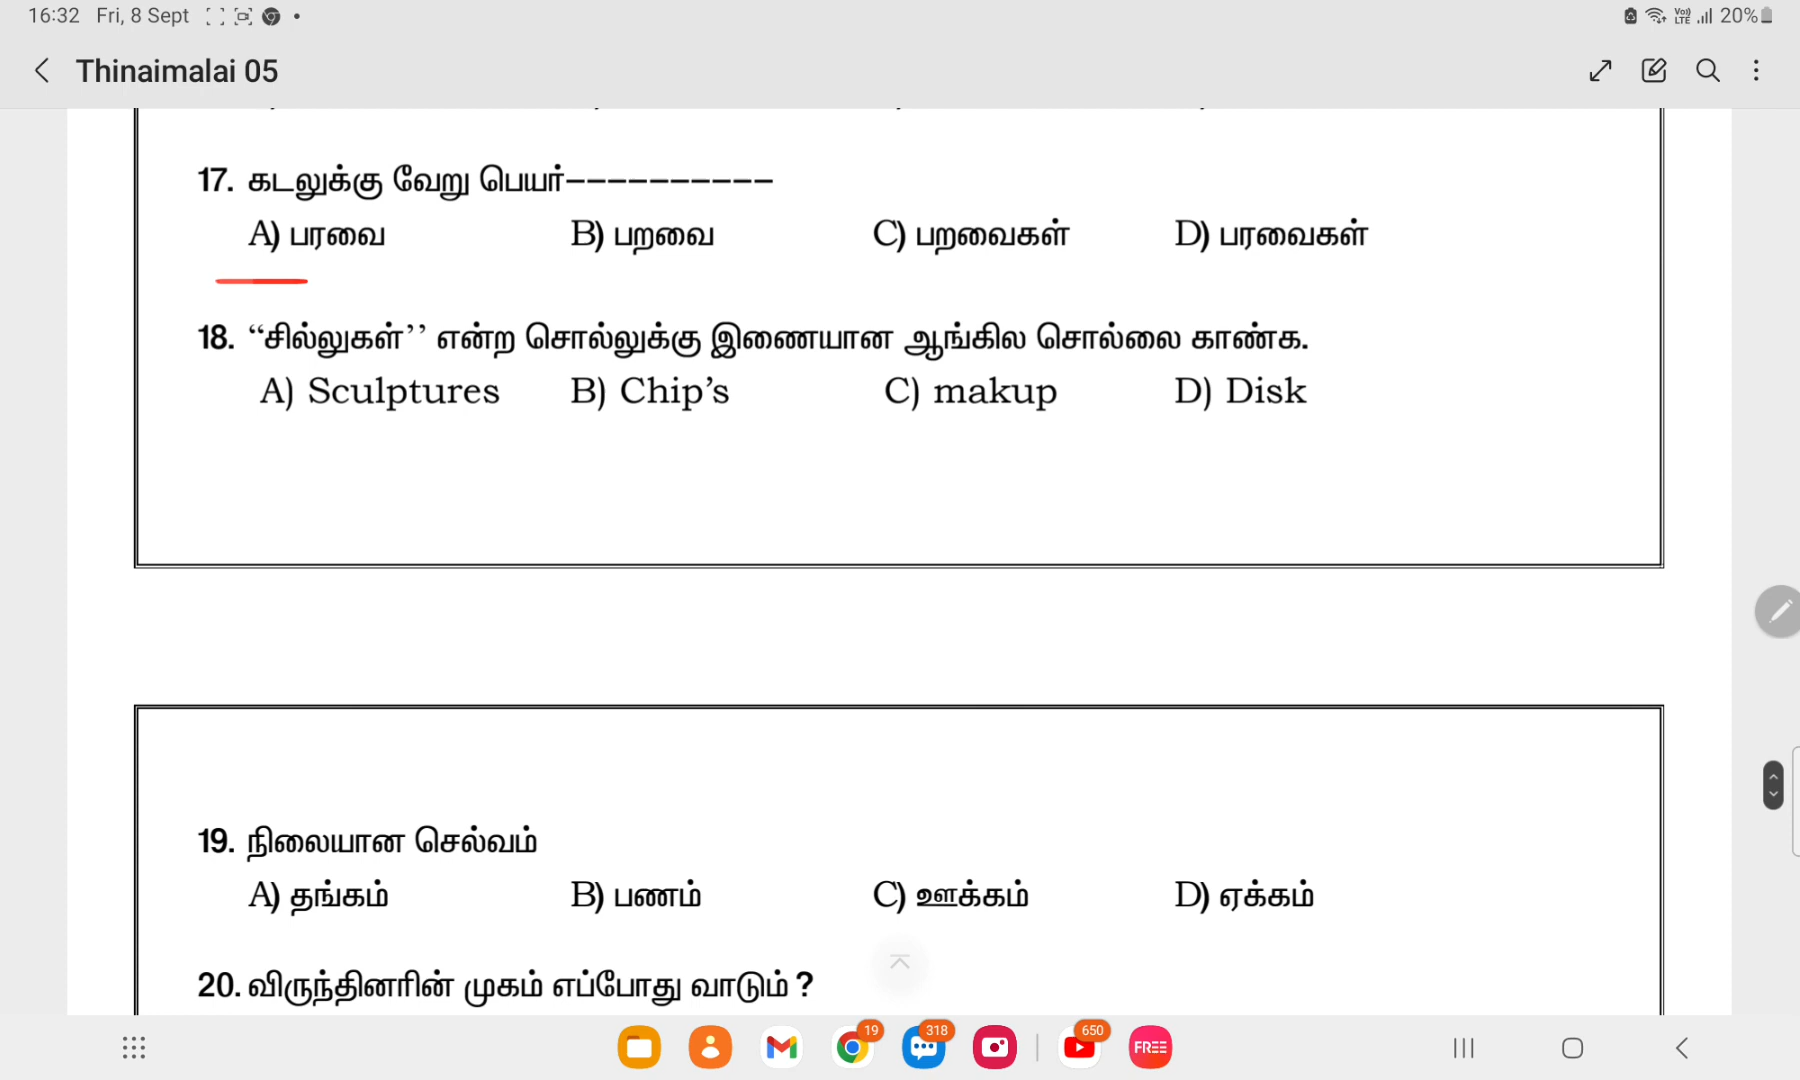 16:32 Fri, 8 Sept
Vo)) LTE 20%
Thinaimalai 05
17. கடலுக்கு வேறு பெயர்----------
A) பரவை B) பறவை C) பறவைகள் D) பரவைகள்
18. “சில்லுகள்’’ என்ற சொல்லுக்கு இணையான ஆங்கில சொல்லை காண்க.
A) Sculptures B) Chip’s C) makup D) Disk
19. நிலையான செல்வம்
A) தங்கம் B) பணம் C) ஊக்கம் D) ஏக்கம்
20. விருந்தினரின் முகம் எப்போது வாடும் ?
19 318 650
FREE